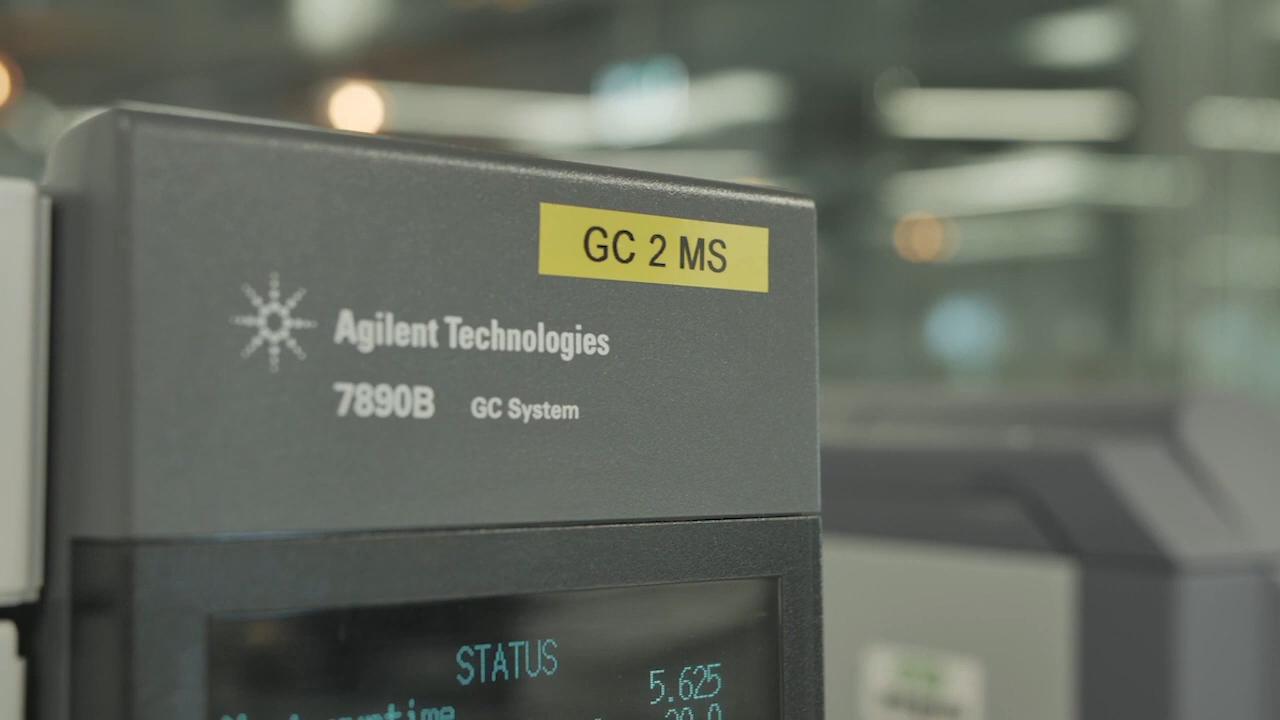 GC 2 MS
Agilent Technologies
7890B GC System
STATUS
5.625